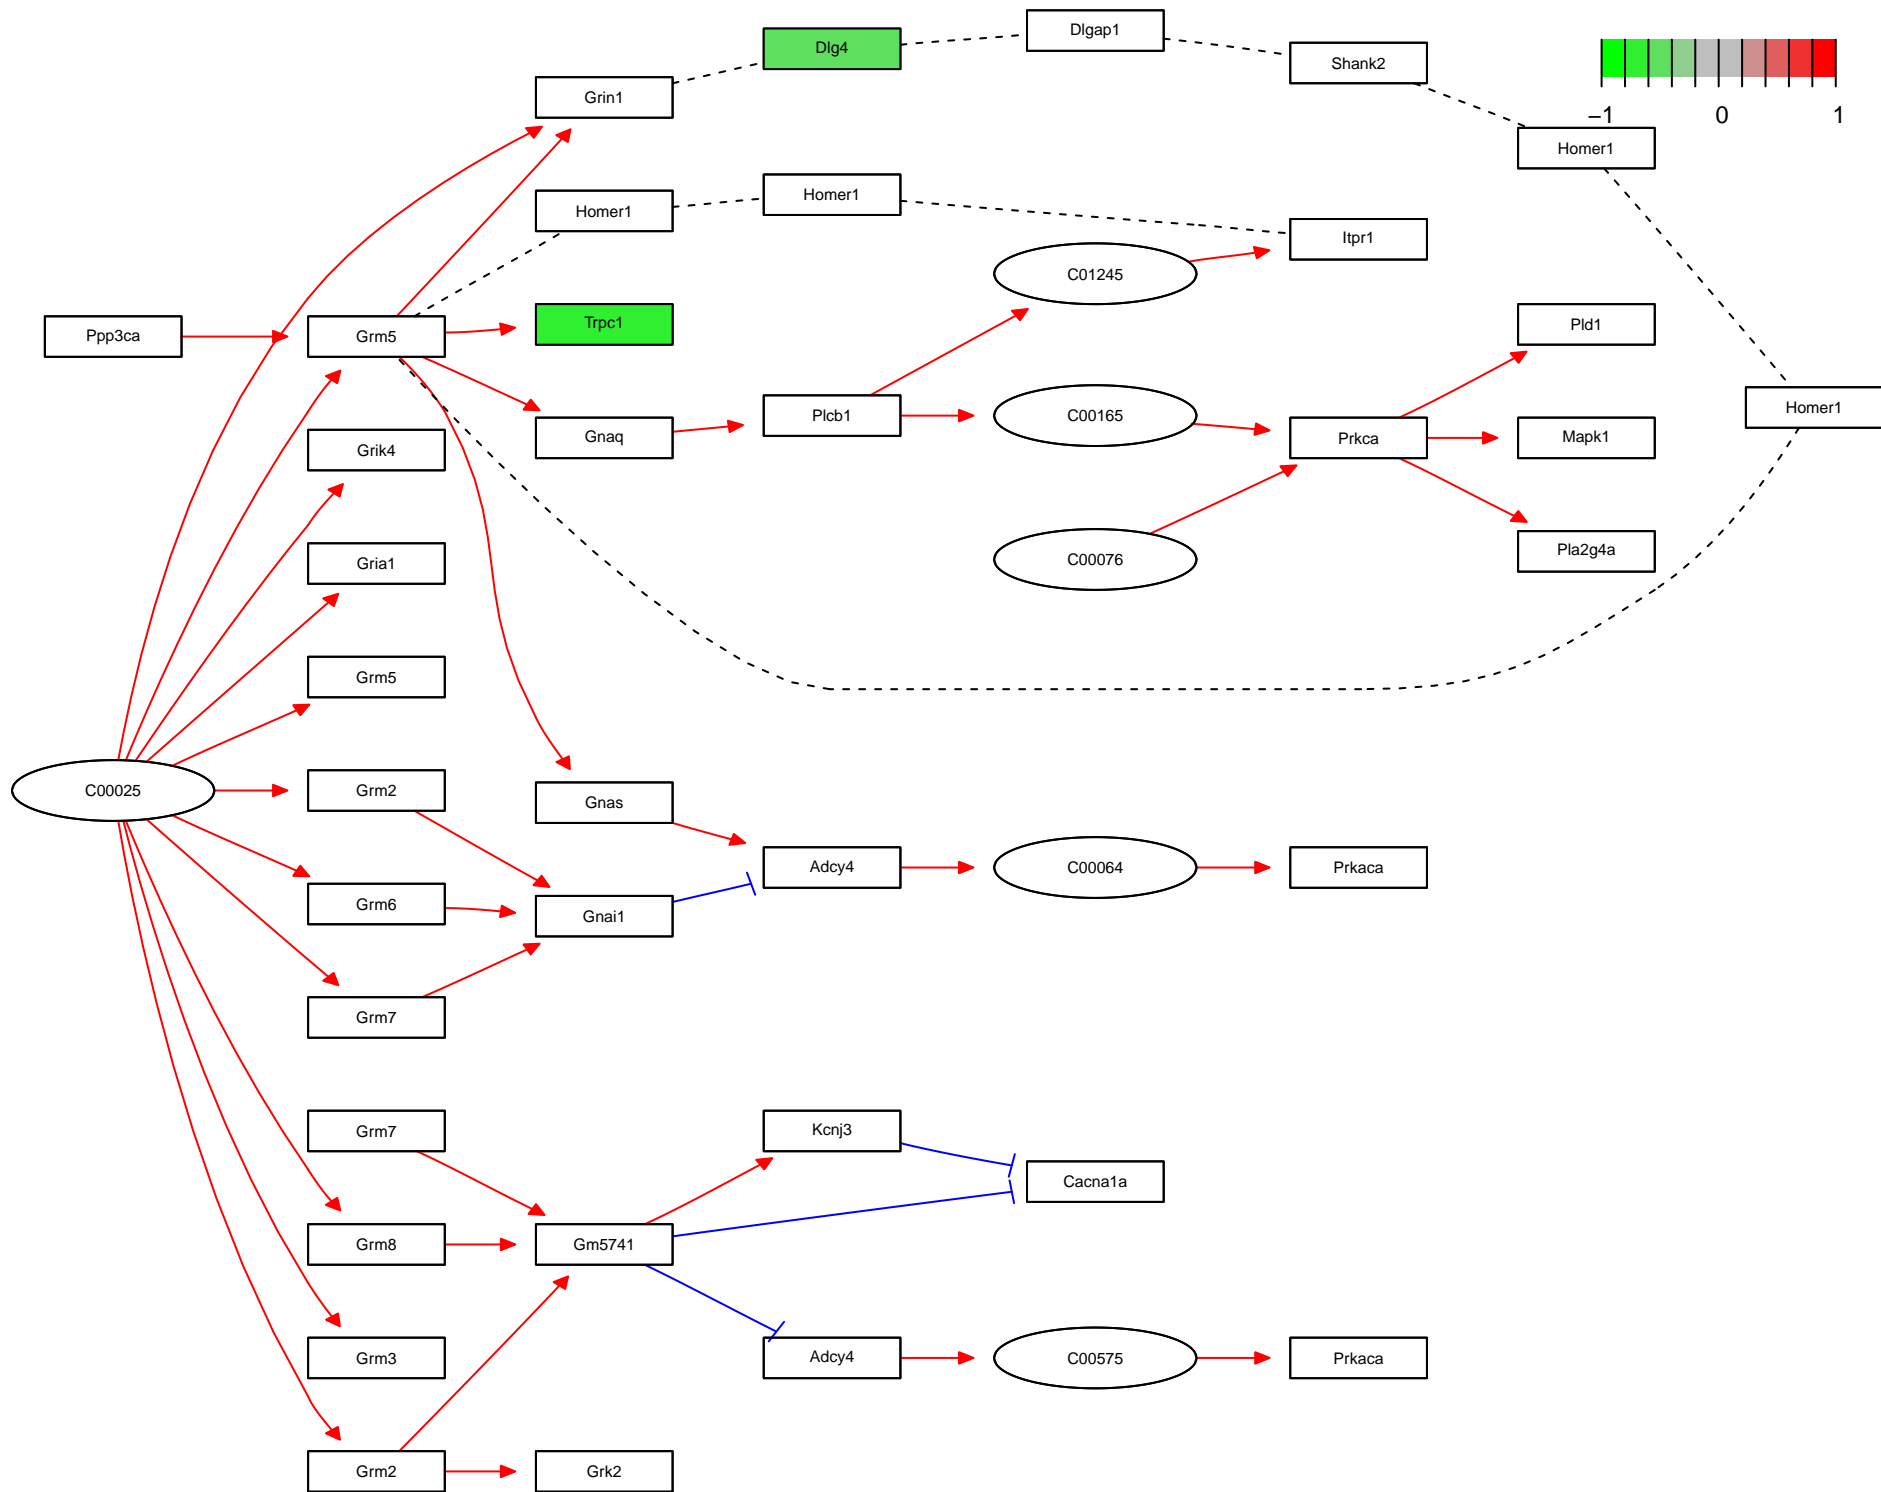 Dlgap1
Dlg4
Shank2
Grin1
−1
0
1
Homer1
Homer1
Homer1
Itpr1
C01245
Ppp3ca
Grm5
Trpc1
Pld1
Homer1
Plcb1
C00165
Grik4
Gnaq
Prkca
Mapk1
Gria1
C00076
Pla2g4a
Grm5
C00025
Grm2
Gnas
Adcy4
C00064
Prkaca
Grm6
Gnai1
Grm7
Grm7
Kcnj3
Cacna1a
Grm8
Gm5741
Grm3
Adcy4
C00575
Prkaca
Grm2
Grk2